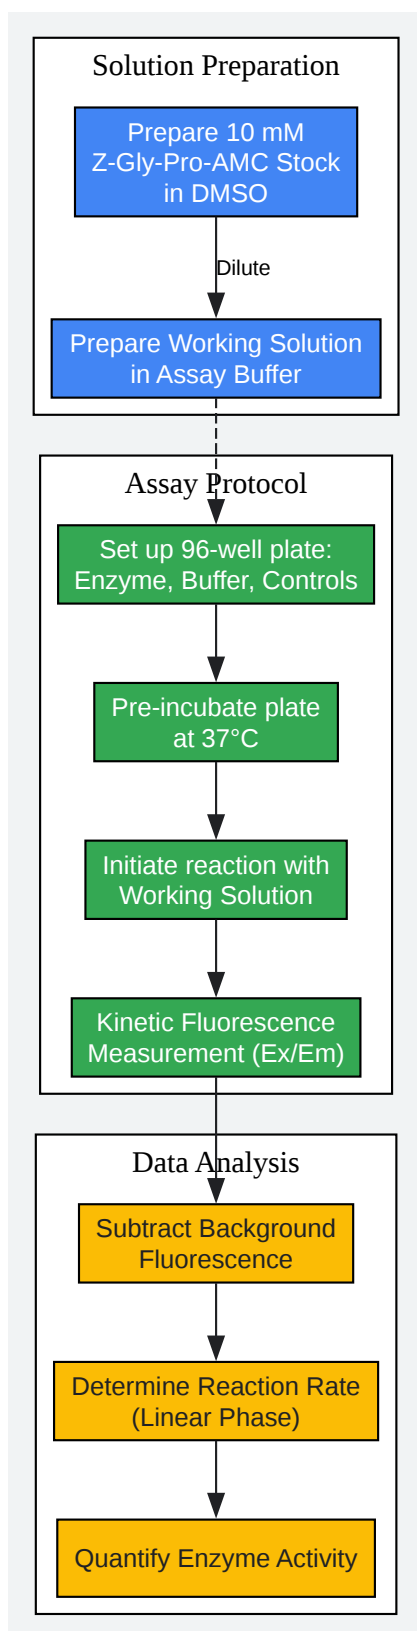 Solution Preparation
Prepare 10 mM
Z-Gly-Pro-AMC Stock
in DMSO
Dilute
Prepare Working Solution
in Assay Buffer
Assay Protocol
Set up 96-well plate:
Enzyme, Buffer, Controls
Pre-incubate plate
at 37°C
Initiate reaction with
Working Solution
Kinetic Fluorescence
Measurement (Ex/Em)
Data Analysis
Subtract Background
Fluorescence
Determine Reaction Rate
(Linear Phase)
Quantify Enzyme Activity